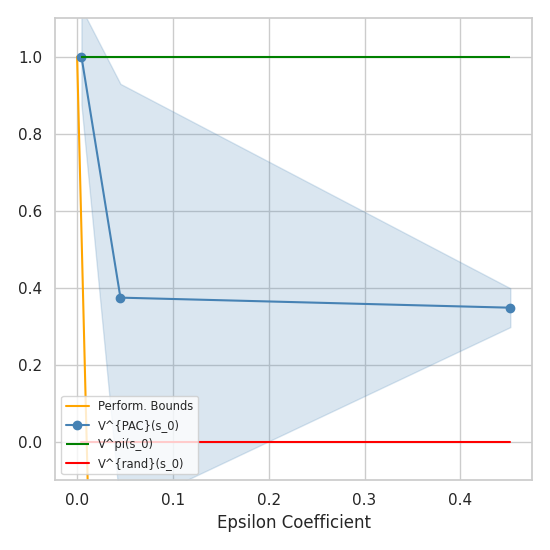 1.0
0.8
0.6
0.4
0.2
0.0
Perform. Bounds
V^{PAC}(s_0)
V^pi(s_0)
V^{rand}(s_0)
0.0 0.1 0.2 0.3 0.4
Epsilon Coefficient